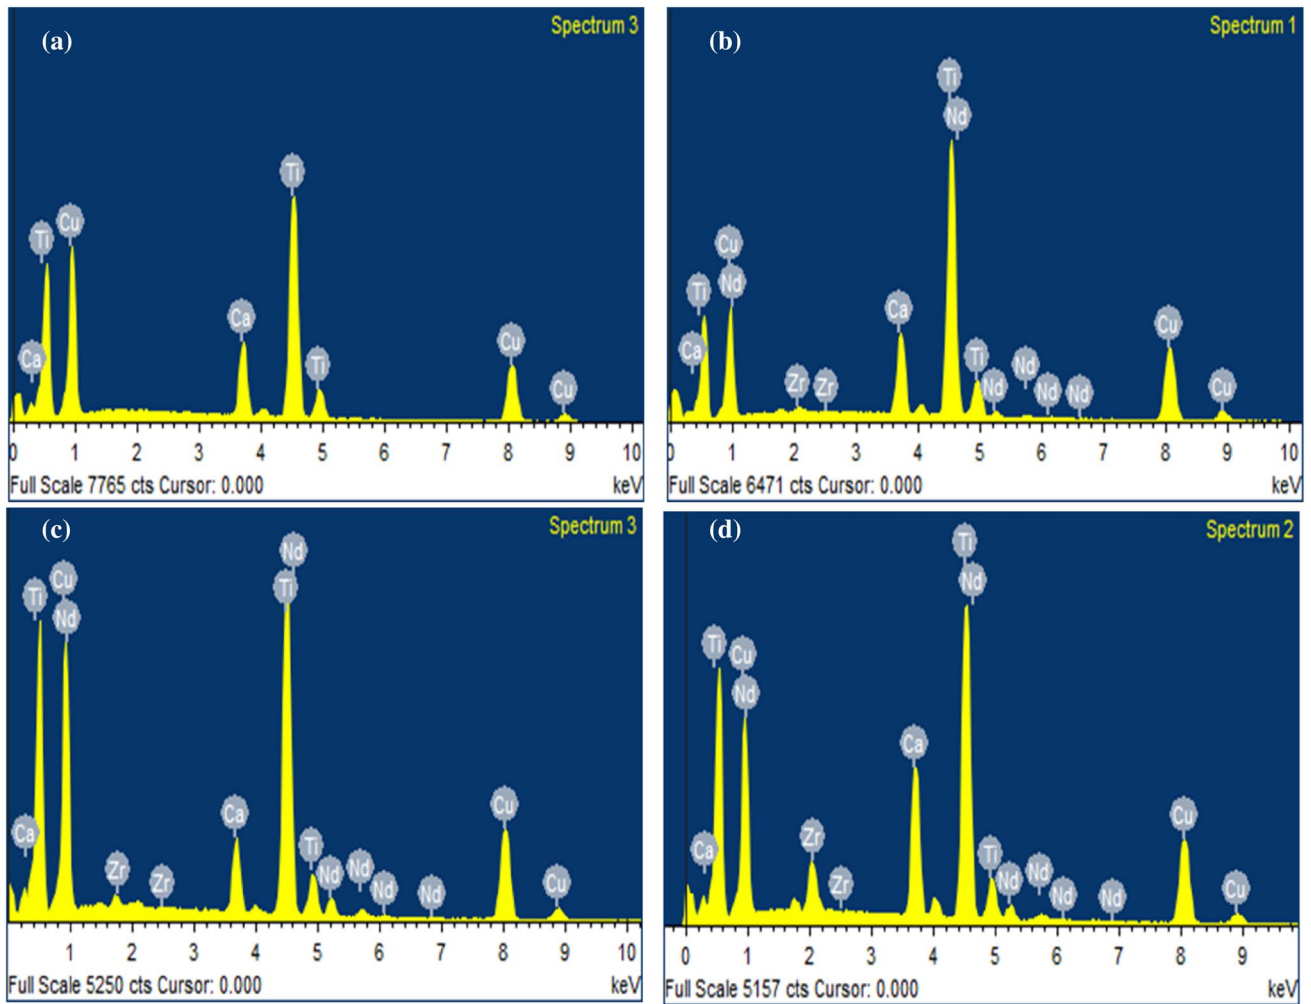 (a) Spectrum 3
Ti
Cu
Ti
Ca
Ca
Ti
Cu
Cu
0 1 2 3 4 5 6 7 8 9 10
Full Scale 7765 cts Cursor: 0.000 keV
(b) Spectrum 1
Ti
Nd
Cu
Nd
Ti
Ca
Ca
Zr
Zr
Ti
Nd
Nd
Nd
Nd
Cu
Cu
0 1 2 3 4 5 6 7 8 9 10
Full Scale 6471 cts Cursor: 0.000 keV
(c) Spectrum 3
Nd
Ti
Cu
Nd
Ti
Ca
Ca
Zr
Zr
Ti
Nd
Nd
Nd
Nd
Cu
Cu
1 2 3 4 5 6 7 8 9 10
Full Scale 5250 cts Cursor: 0.000 keV
(d) Spectrum 2
Ti
Nd
Ti
Cu
Nd
Ca
Ca
Zr
Zr
Ti
Nd
Nd
Nd
Nd
Cu
Cu
0 1 2 3 4 5 6 7 8 9
Full Scale 5157 cts Cursor: 0.000 keV